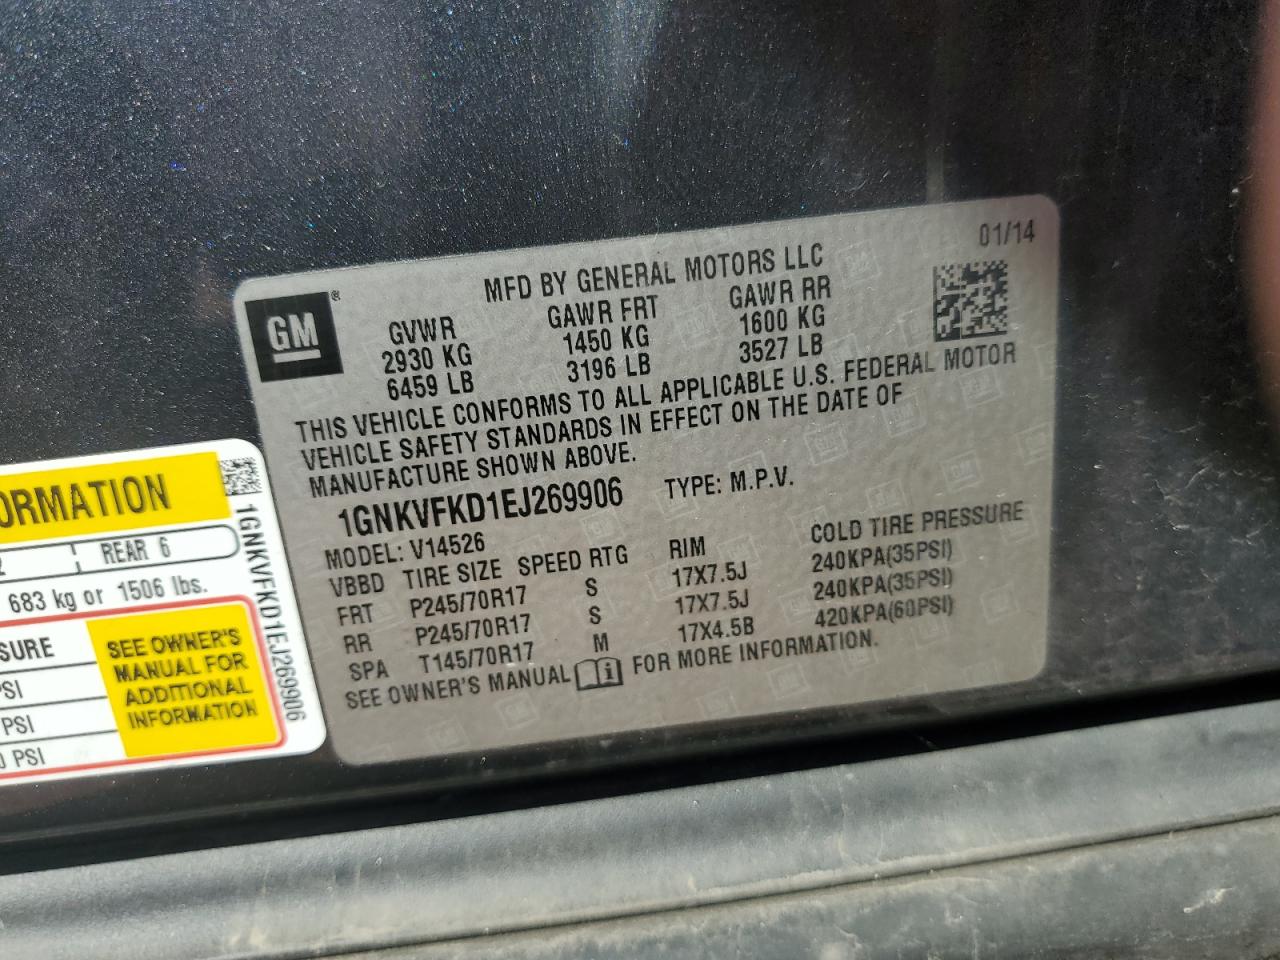 01/14
MFD BY GENERAL MOTORS LLC
GM ®
GVWR GAWR FRT GAWR RR
2930 KG 1450 KG 1600 KG
6459 LB 3196 LB 3527 LB
THIS VEHICLE CONFORMS TO ALL APPLICABLE U.S. FEDERAL MOTOR
VEHICLE SAFETY STANDARDS IN EFFECT ON THE DATE OF
MANUFACTURE SHOWN ABOVE.
1GNKVFKD1EJ269906 TYPE: M.P.V.
MODEL: V14526
VBBD TIRE SIZE SPEED RTG RIM COLD TIRE PRESSURE
FRT P245/70R17 S 17X7.5J 240KPA(35PSI)
RR P245/70R17 S 17X7.5J 240KPA(35PSI)
SPA T145/70R17 M 17X4.5B 420KPA(60PSI)
SEE OWNER'S MANUAL i FOR MORE INFORMATION.
ORMATION
2 REAR 6
683 kg or 1506 lbs.
SURE
PSI
PSI
0 PSI
SEE OWNER'S
MANUAL FOR
ADDITIONAL
INFORMATION
1GNKVFKD1EJ269906